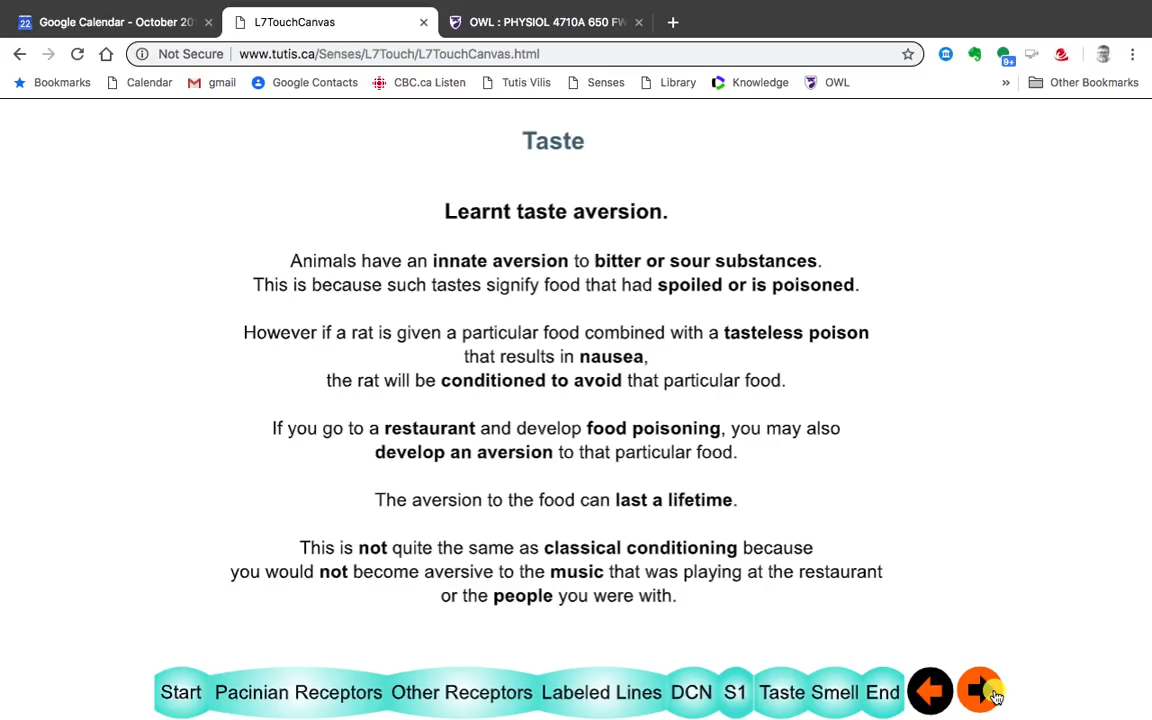 22 Google Calendar - October 20
L7TouchCanvas
OWL : PHYSIOL 4710A 650 FW
Not Secure
www.tutis.ca/Senses/L7Touch/L7TouchCanvas.html
9+
Bookmarks
Calendar
gmail
Google Contacts
CBC.ca Listen
Tutis Vilis
Senses
Library
Knowledge
OWL
»
Other Bookmarks
Taste
Learnt taste aversion.
Animals have an innate aversion to bitter or sour substances.
This is because such tastes signify food that had spoiled or is poisoned.
However if a rat is given a particular food combined with a tasteless poison
that results in nausea,
the rat will be conditioned to avoid that particular food.
If you go to a restaurant and develop food poisoning, you may also
develop an aversion to that particular food.
The aversion to the food can last a lifetime.
This is not quite the same as classical conditioning because
you would not become aversive to the music that was playing at the restaurant
or the people you were with.
Start Pacinian Receptors Other Receptors Labeled Lines DCN S1 Taste Smell End